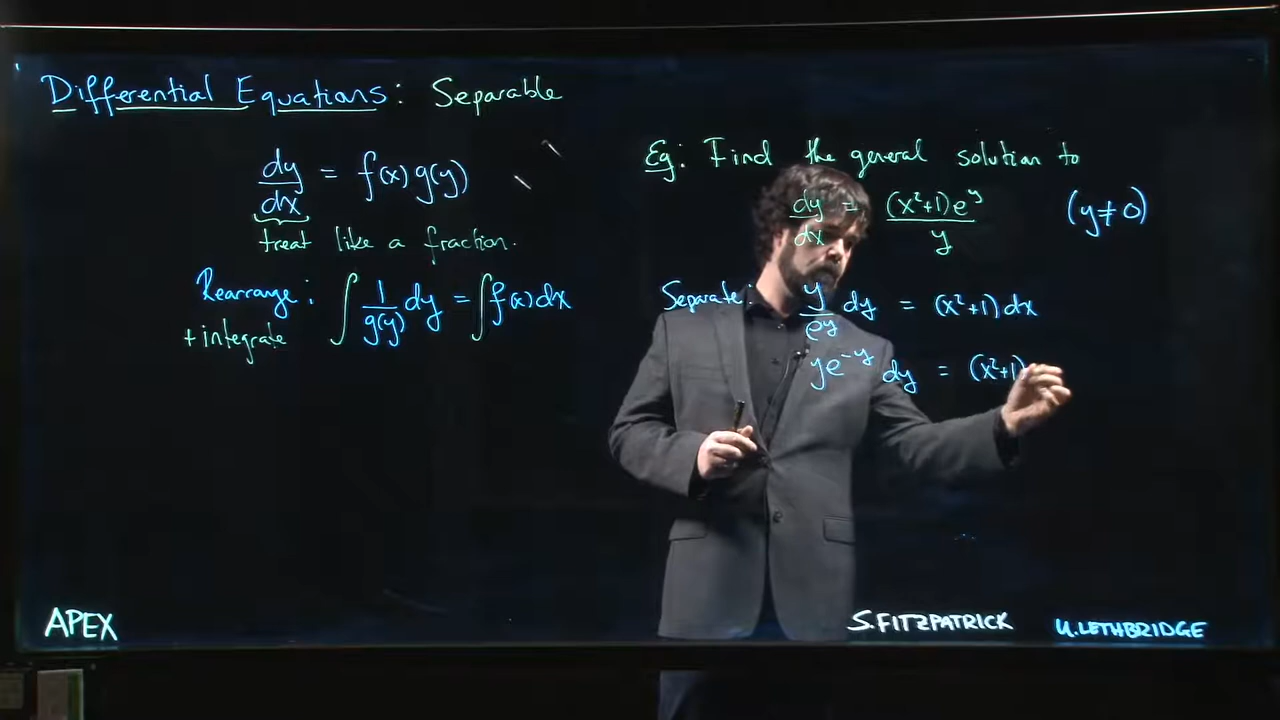 Differential Equations: Separable
dy/dx = f(x)g(y)
treat like a fraction.
Rearrange: ∫ 1/g(y) dy = ∫ f(x)dx
+ integrate
Eg: Find the general solution to
dy/dx = (x²+1)e^y / y (y≠0)
Separate: y/e^y dy = (x²+1)dx
ye^-y dy = (x²+1)
APEX
S.FITZPATRICK
U.LETHBRIDGE